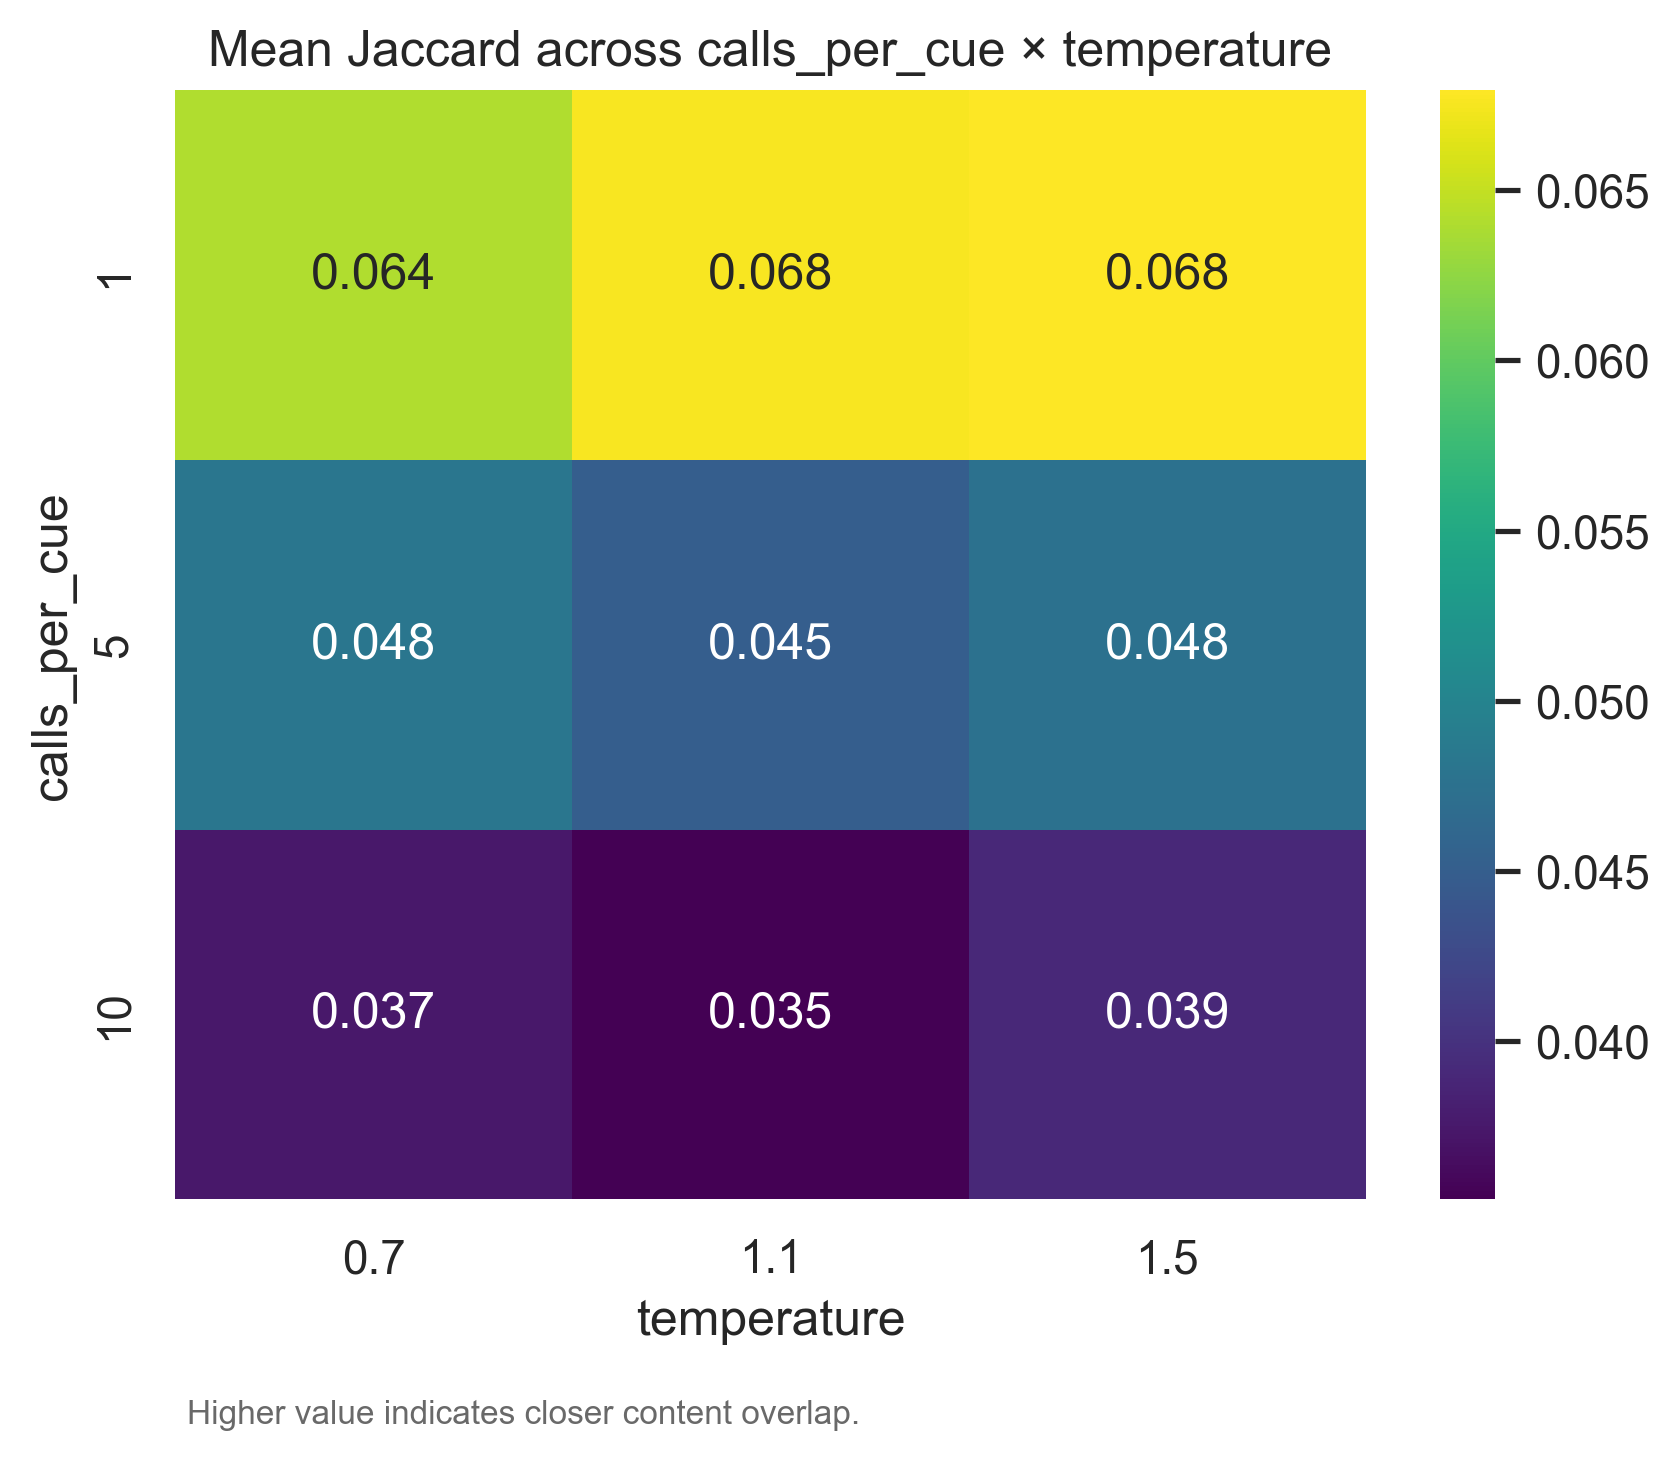 Mean Jaccard across calls_per_cue × temperature
calls_per_cue
1
0.064 0.068 0.068
5
0.048 0.045 0.048
10
0.037 0.035 0.039
0.7 1.1 1.5
temperature
0.065
0.060
0.055
0.050
0.045
0.040
Higher value indicates closer content overlap.